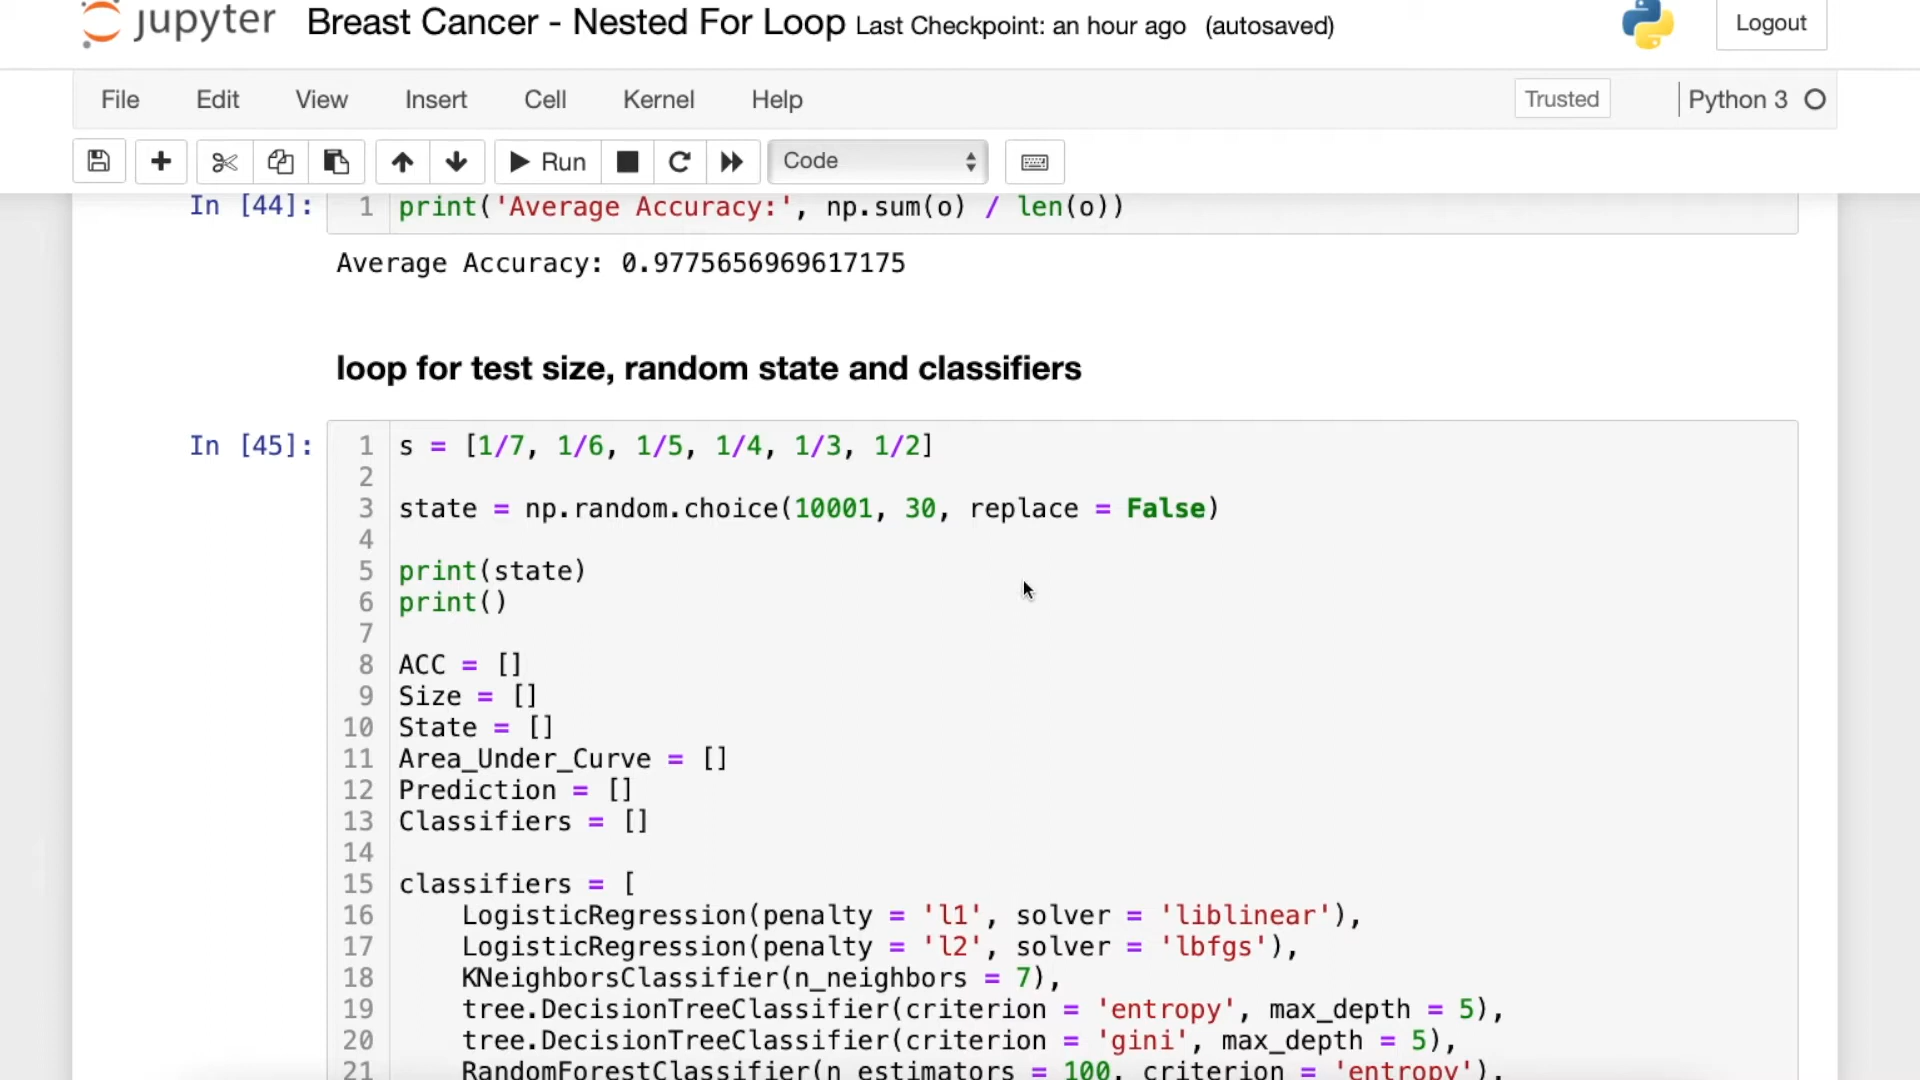 jupyter Breast Cancer - Nested For Loop Last Checkpoint: an hour ago (autosaved) Logout
File Edit View Insert Cell Kernel Help Trusted Python 3
Run Code
In [44]: 1 print('Average Accuracy:', np.sum(o) / len(o))
Average Accuracy: 0.9775656969617175
loop for test size, random state and classifiers
In [45]: 1 s = [1/7, 1/6, 1/5, 1/4, 1/3, 1/2]
2
3 state = np.random.choice(10001, 30, replace = False)
4
5 print(state)
6 print()
7
8 ACC = []
9 Size = []
10 State = []
11 Area_Under_Curve = []
12 Prediction = []
13 Classifiers = []
14
15 classifiers = [
16 LogisticRegression(penalty = 'l1', solver = 'liblinear'),
17 LogisticRegression(penalty = 'l2', solver = 'lbfgs'),
18 KNeighborsClassifier(n_neighbors = 7),
19 tree.DecisionTreeClassifier(criterion = 'entropy', max_depth = 5),
20 tree.DecisionTreeClassifier(criterion = 'gini', max_depth = 5),
21 RandomForestClassifier(n_estimators = 100, criterion = 'entropy'),